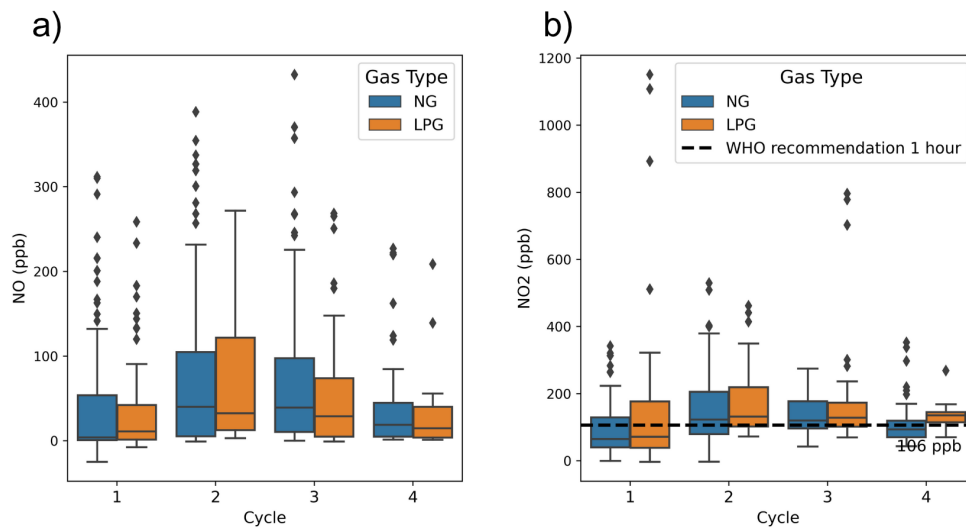 a)
NO (ppb)
400
300
200
100
0
Gas Type
NG
LPG
1 2 3 4
Cycle
b)
NO2 (ppb)
1200
1000
800
600
400
200
0
Gas Type
NG
LPG
WHO recommendation 1 hour
106 ppb
1 2 3 4
Cycle